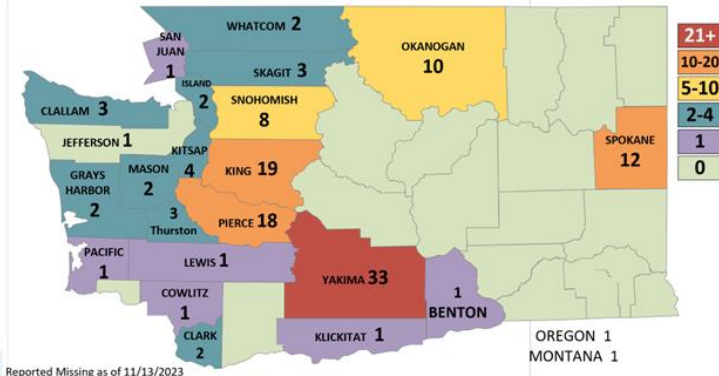 WHATCOM 2
SAN
JUAN
1
SKAGIT 3
ISLAND
2
OKANOGAN
10
SNOHOMISH
8
CLALLAM 3
JEFFERSON 1
KITSAP
4
KING 19
SPOKANE
12
GRAYS
HARBOR
2
MASON
2
3
Thurston
PIERCE 18
PACIFIC
1
LEWIS 1
YAKIMA 33
COWLITZ
1
CLARK
2
KLICKITAT 1
1
BENTON
OREGON 1
MONTANA 1
21+
10-20
5-10
2-4
1
0
Reported Missing as of 11/13/2023